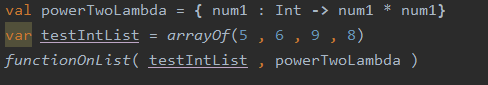 val powerTwoLambda = { num1 : Int -> num1 * num1}
var testIntList = arrayOf(5 , 6 , 9 , 8)
functionOnList( testIntList , powerTwoLambda )